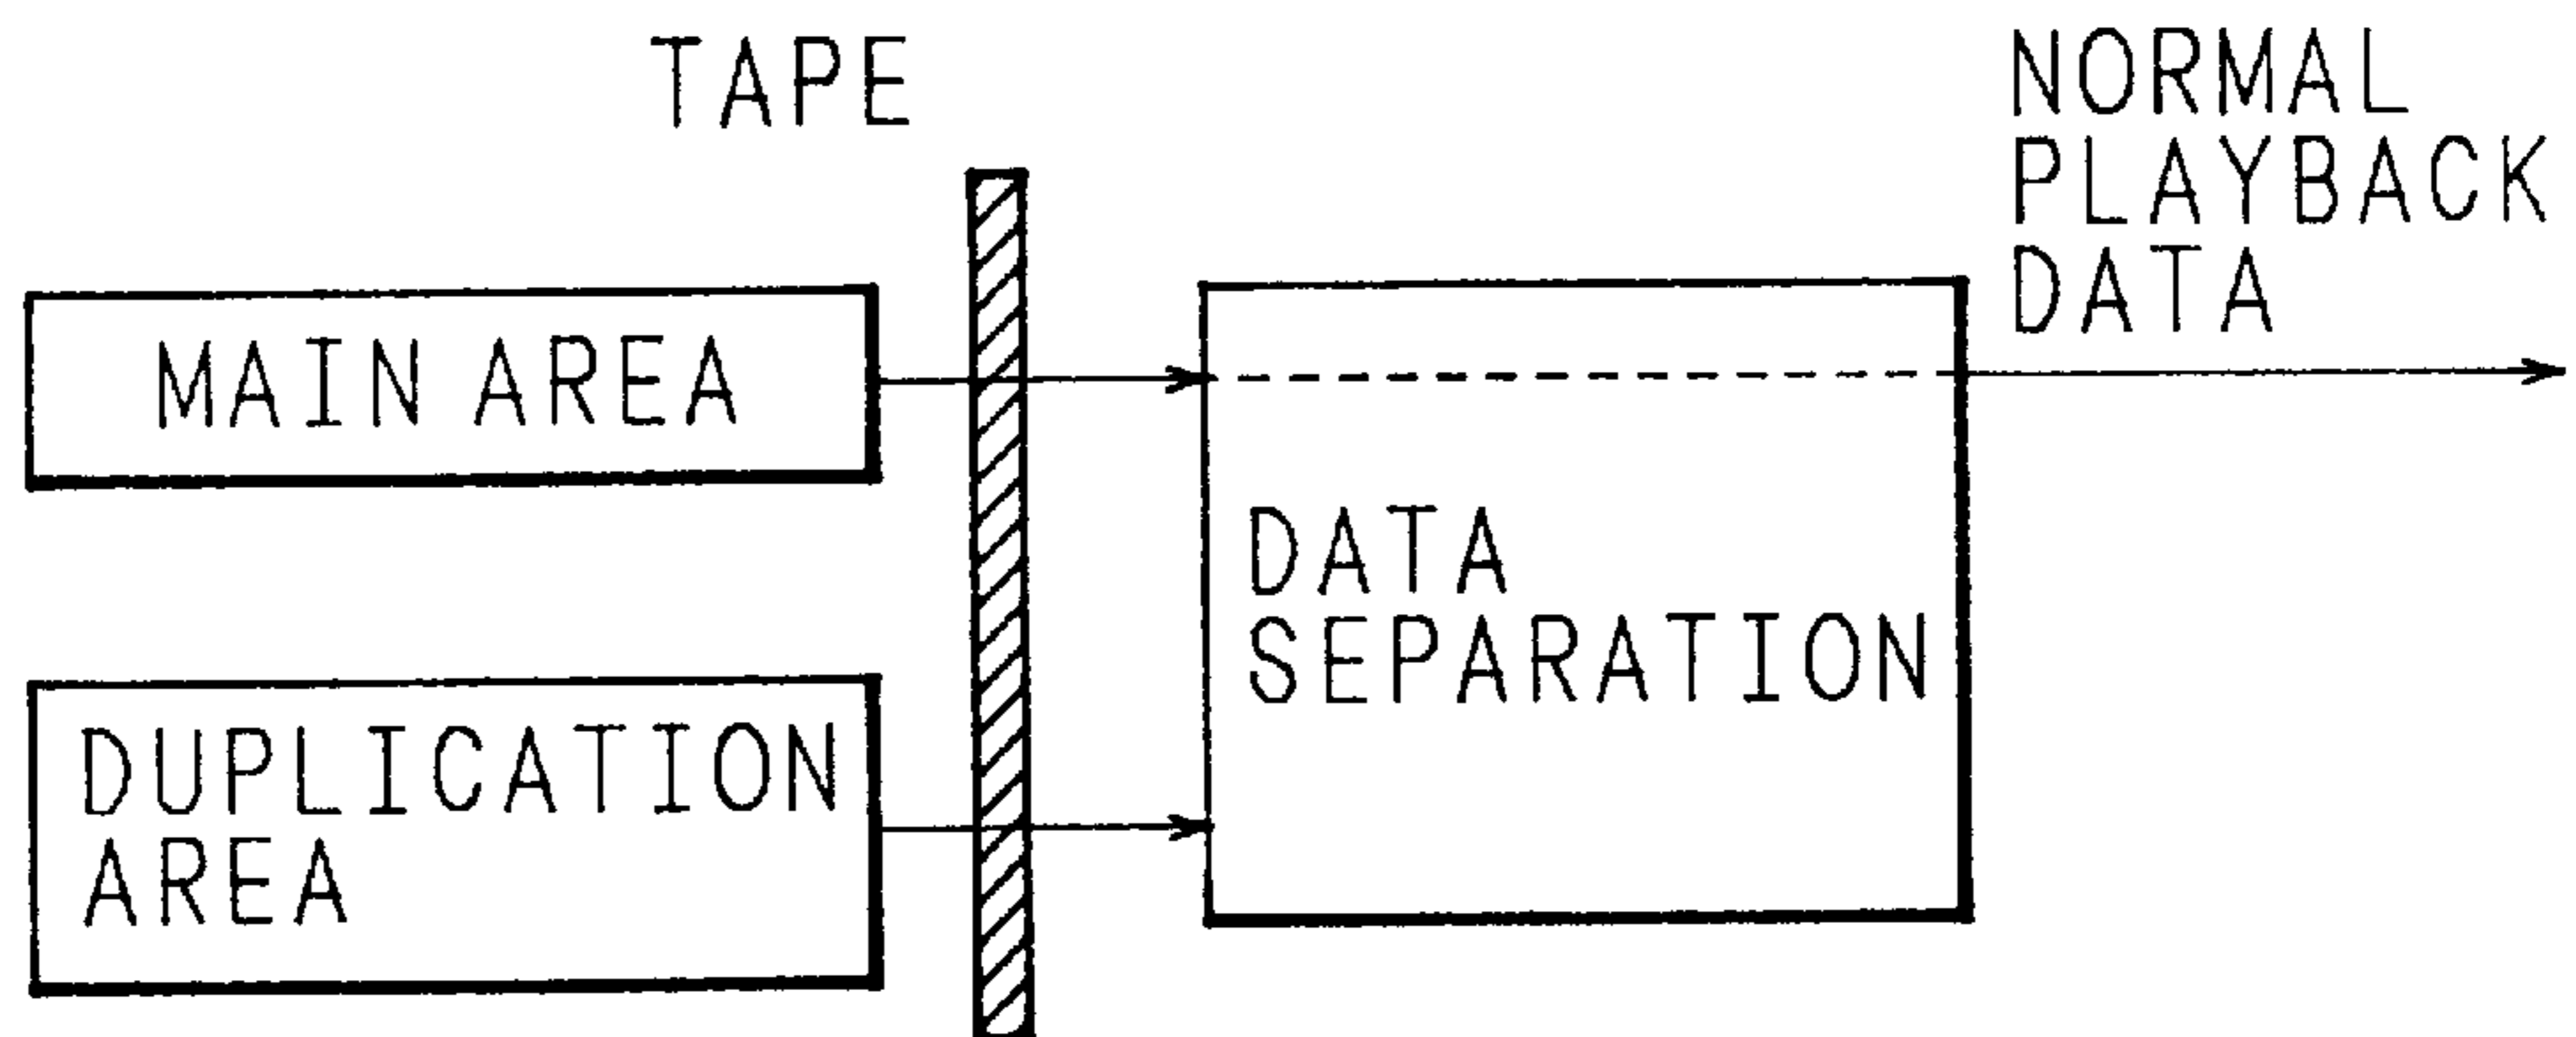 TAPE
NORMAL
PLAYBACK
DATA
MAIN AREA
DATA
SEPARATION
DUPLICATION
AREA